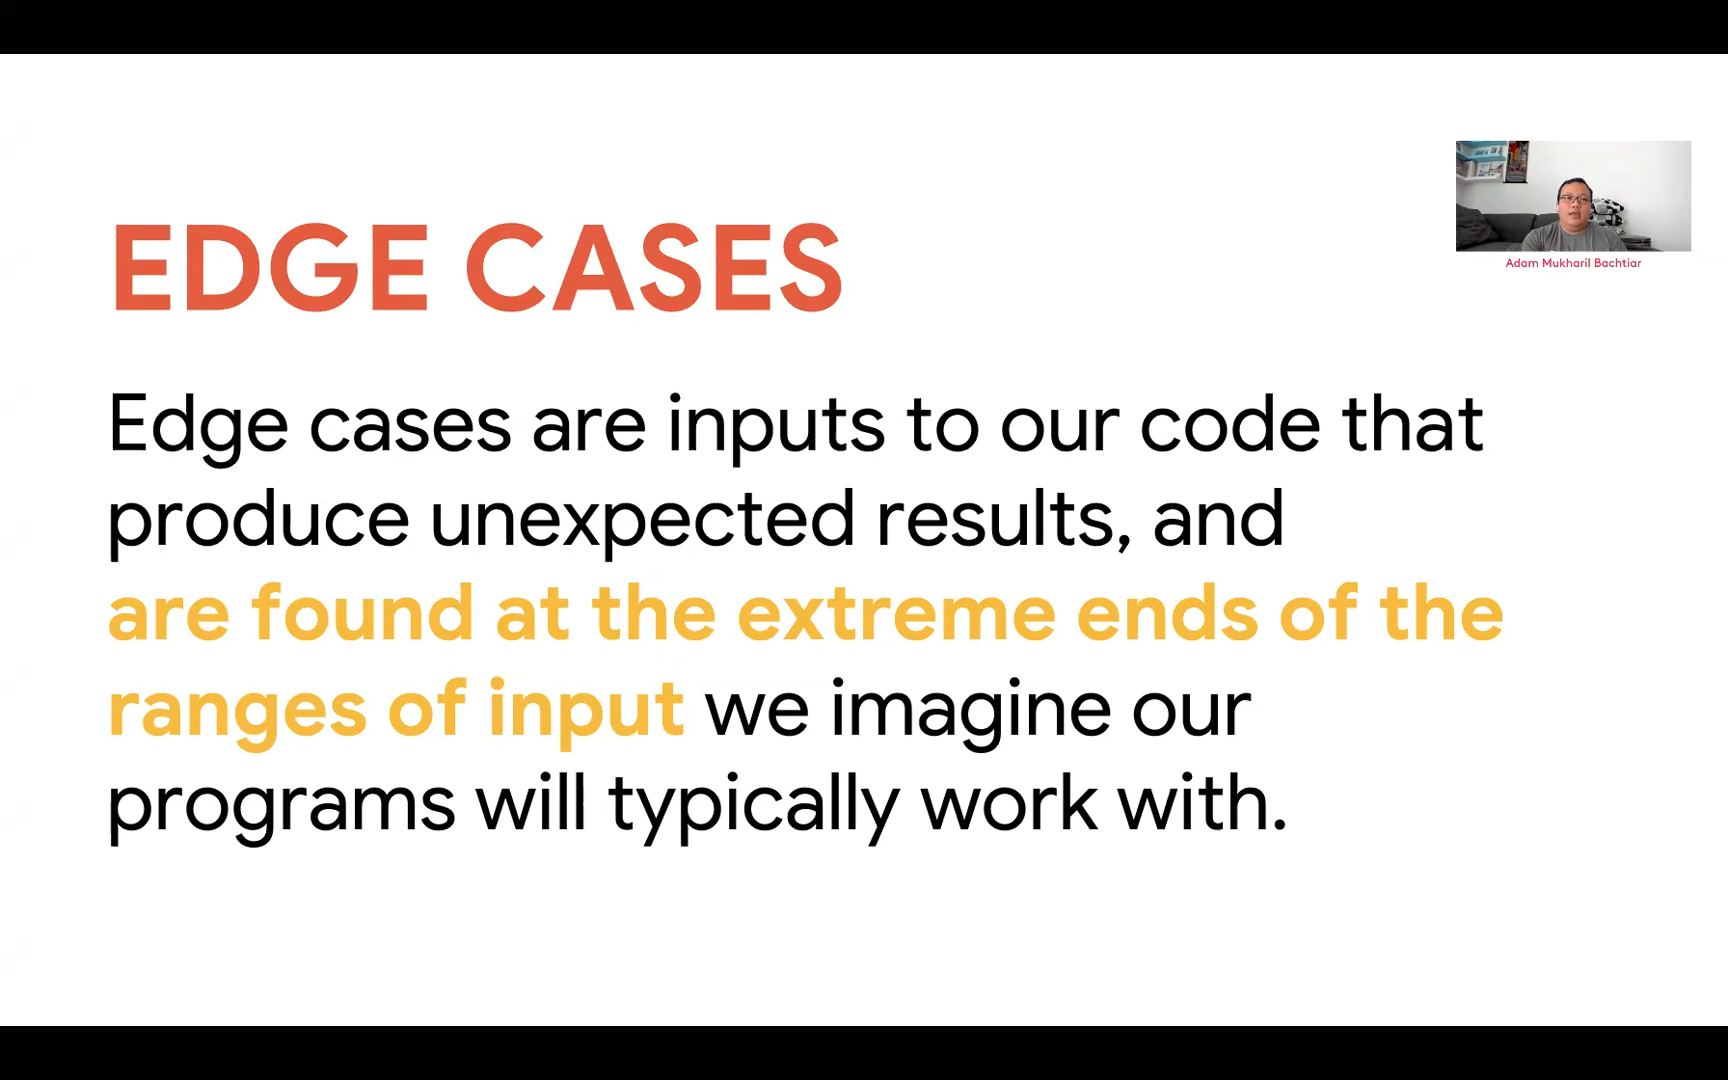 EDGE CASES
Adam Mukharil Bachtiar
Edge cases are inputs to our code that
produce unexpected results, and
are found at the extreme ends of the
ranges of input we imagine our
programs will typically work with.